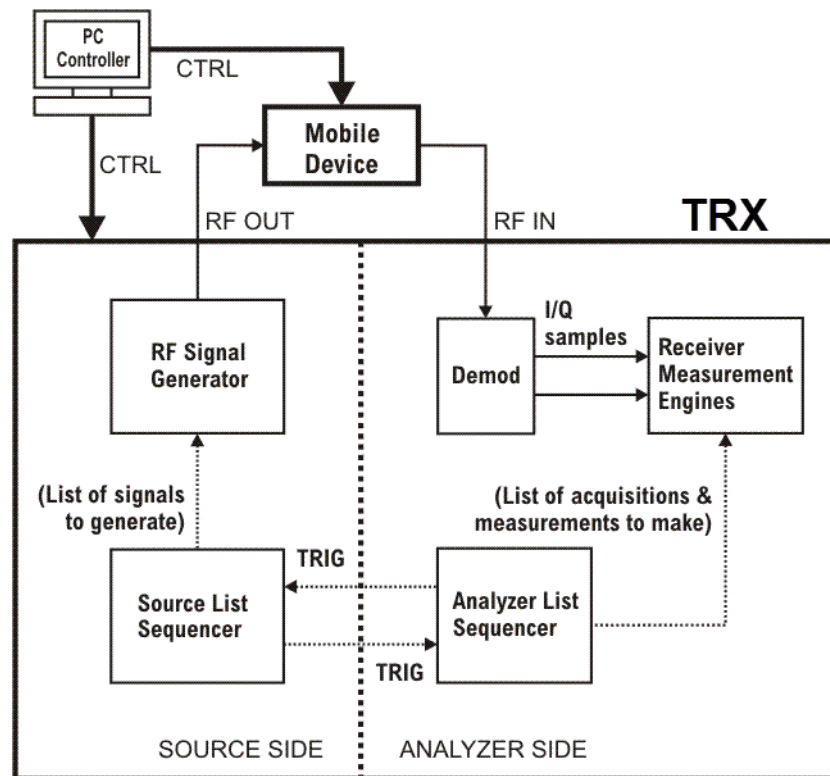 PC
Controller
CTRL
CTRL
Mobile
Device
RF OUT
RF IN
TRX
RF Signal
Generator
Demod
I/Q
samples
Receiver
Measurement
Engines
(List of signals
to generate)
(List of acquisitions &
measurements to make)
TRIG
Source List
Sequencer
Analyzer List
Sequencer
TRIG
SOURCE SIDE
ANALYZER SIDE